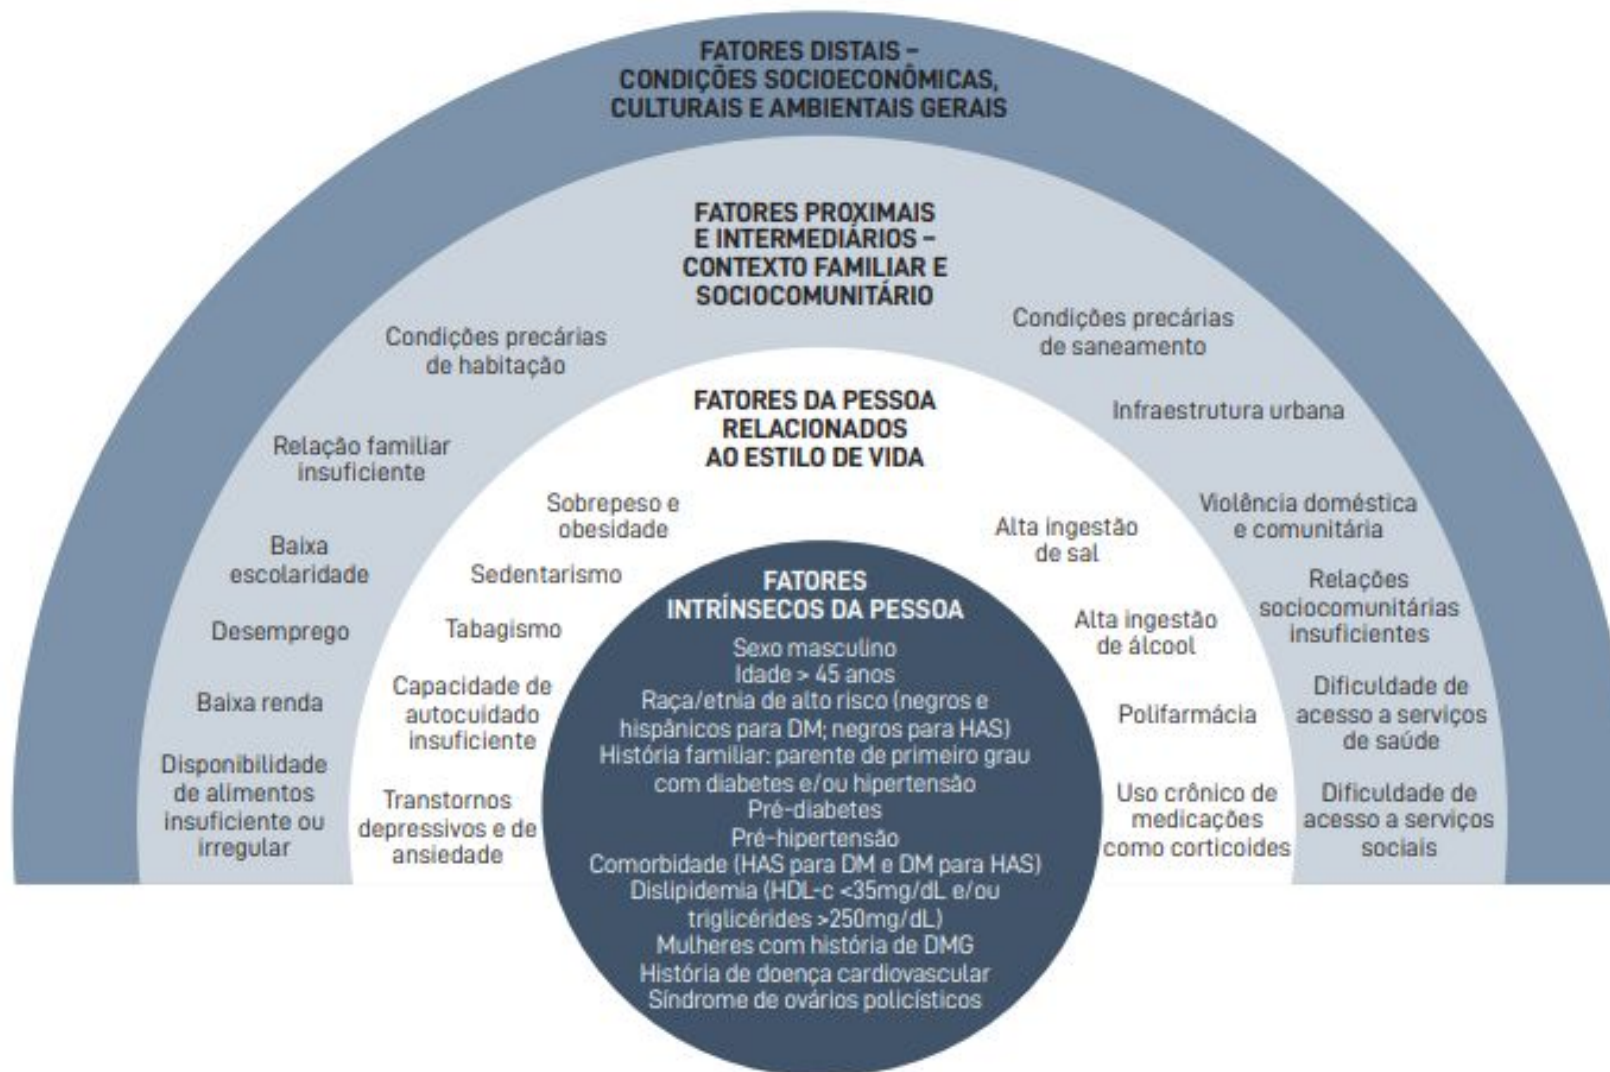 FATORES DISTAIS –
CONDIÇÕES SOCIOECONÔMICAS,
CULTURAIS E AMBIENTAIS GERAIS
FATORES PROXIMAIS
E INTERMEDIÁRIOS –
CONTEXTO FAMILIAR E
SOCIOCOMUNITÁRIO
Condições precárias
de habitação
Relação familiar
insuficiente
Baixa
escolaridade
Desemprego
Baixa renda
Disponibilidade
de alimentos
insuficiente ou
irregular
Condições precárias
de saneamento
Infraestrutura urbana
Violência doméstica
e comunitária
Relações
sociocomunitárias
insuficientes
Dificuldade de
acesso a serviços
de saúde
Dificuldade de
acesso a serviços
sociais
FATORES DA PESSOA
RELACIONADOS
AO ESTILO DE VIDA
Sobrepeso e
obesidade
Sedentarismo
Tabagismo
Capacidade de
autocuidado
insuficiente
Transtornos
depressivos e de
ansiedade
Alta ingestão
de sal
Alta ingestão
de álcool
Polifarmácia
Uso crônico de
medicações
como corticoides
FATORES
INTRÍNSECOS DA PESSOA
Sexo masculino
Idade > 45 anos
Raça/etnia de alto risco (negros e
hispânicos para DM; negros para HAS)
História familiar: parente de primeiro grau
com diabetes e/ou hipertensão
Pré-diabetes
Pré-hipertensão
Comorbidade (HAS para DM e DM para HAS)
Dislipidemia (HDL-c <35mg/dL e/ou
triglicérides >250mg/dL)
Mulheres com história de DMG
História de doença cardiovascular
Síndrome de ovários policísticos